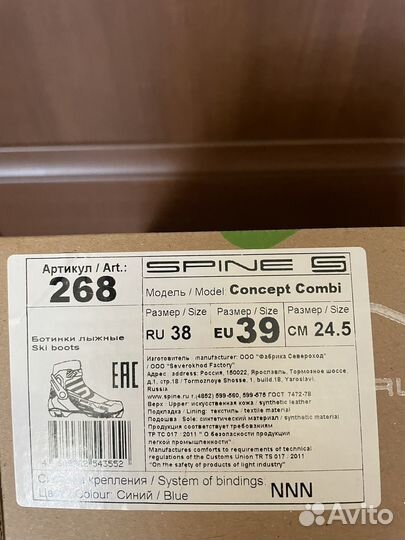 Артикул / Art.:
268
SPINE S
Модель / Model Concept Combi
Размер / Size Размер / Size Размер / Size
RU 38 EU 39 CM 24.5
Ботинки лыжные
Ski boots
EAC
Изготовитель : manufacturer: ООО "Фабрика Североход"
/ OOO "Severokhod Factory"
Адрес : address: Россия, 150022, Ярославль, Тормозное шоссе,
д.1, стр.18 / Tormoznoye Shosse, 1, build.18, Yaroslavl,
Russia
www.spine.ru т.(4852) 599-560, 599-575 ГОСТ 7472-78
Верх : Upper: искусственная кожа / synthetic leather
Подкладка / Lining : текстиль / textile material
Подошва : Sole: синтетический материал / synthetic material
Продукция соответствует требованиям
ТР ТС 017 : 2011 " О безопасности продукции
легкой промышленности"
Manufactures comforts to requirements of technical
regulations of the Customs Union TR TS 017 : 2011
"On the safety of products of light industry"
543552
крепления / System of bindings
NNN
Colour: Синий / Blue
Avito